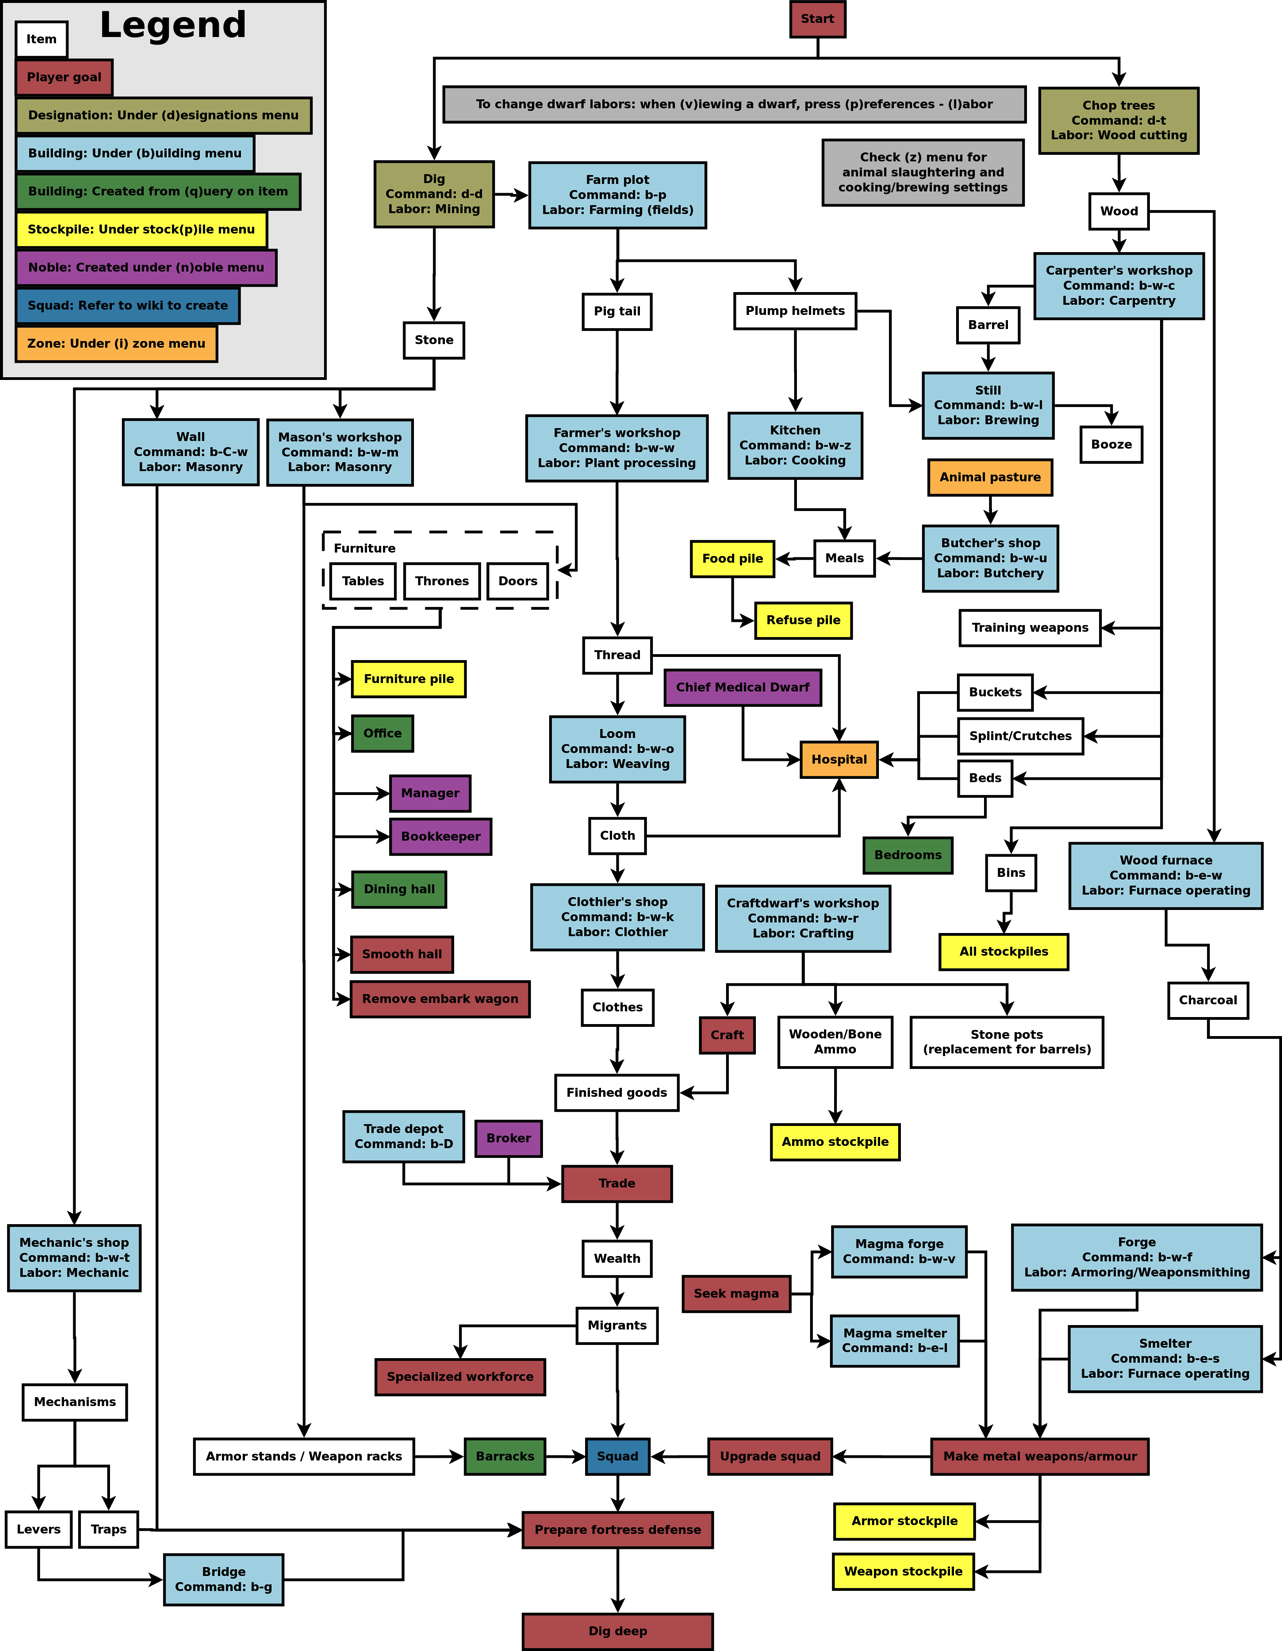 Legend
Item
Player goal
Designation: Under (d)esignations menu
Building: Under (b)uilding menu
Building: Created from (q)uery on item
Stockpile: Under stock(p)ile menu
Noble: Created under (n)oble menu
Squad: Refer to wiki to create
Zone: Under (i) zone menu
Start
To change dwarf labors: when (v)iewing a dwarf, press (p)references - (l)abor
Chop trees
Command: d-t
Labor: Wood cutting
Check (z) menu for
animal slaughtering and
cooking/brewing settings
Dig
Command: d-d
Labor: Mining
Farm plot
Command: b-p
Labor: Farming (fields)
Wood
Carpenter's workshop
Command: b-w-c
Labor: Carpentry
Pig tail
Plump helmets
Barrel
Stone
Still
Command: b-w-l
Labor: Brewing
Booze
Wall
Command: b-C-w
Labor: Masonry
Mason's workshop
Command: b-w-m
Labor: Masonry
Farmer's workshop
Command: b-w-w
Labor: Plant processing
Kitchen
Command: b-w-z
Labor: Cooking
Animal pasture
Furniture
Tables
Thrones
Doors
Food pile
Meals
Butcher's shop
Command: b-w-u
Labor: Butchery
Refuse pile
Training weapons
Thread
Furniture pile
Chief Medical Dwarf
Buckets
Office
Loom
Command: b-w-o
Labor: Weaving
Hospital
Splint/Crutches
Beds
Manager
Bookkeeper
Cloth
Bedrooms
Bins
Wood furnace
Command: b-e-w
Labor: Furnace operating
Dining hall
Clothier's shop
Command: b-w-k
Labor: Clothier
Craftdwarf's workshop
Command: b-w-r
Labor: Crafting
All stockpiles
Smooth hall
Remove embark wagon
Clothes
Charcoal
Craft
Wooden/Bone
Ammo
Stone pots
(replacement for barrels)
Finished goods
Trade depot
Command: b-D
Broker
Ammo stockpile
Trade
Mechanic's shop
Command: b-w-t
Labor: Mechanic
Wealth
Magma forge
Command: b-w-v
Forge
Command: b-w-f
Labor: Armoring/Weaponsmithing
Seek magma
Migrants
Magma smelter
Command: b-e-l
Smelter
Command: b-e-s
Labor: Furnace operating
Specialized workforce
Mechanisms
Armor stands / Weapon racks
Barracks
Squad
Upgrade squad
Make metal weapons/armour
Levers
Traps
Prepare fortress defense
Armor stockpile
Bridge
Command: b-g
Weapon stockpile
Dig deep